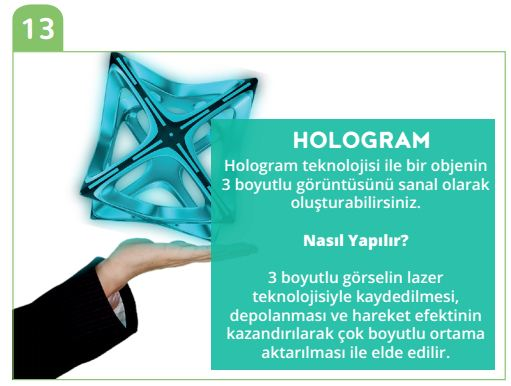 13
HOLOGRAM
Hologram teknolojisi ile bir objenin
3 boyutlu görüntüsünü sanal olarak
oluşturabilirsiniz.
Nasıl Yapılır?
3 boyutlu görselin lazer
teknolojisiyle kaydedilmesi,
depolanması ve hareket efektinin
kazandırılarak çok boyutlu ortama
aktarılması ile elde edilir.